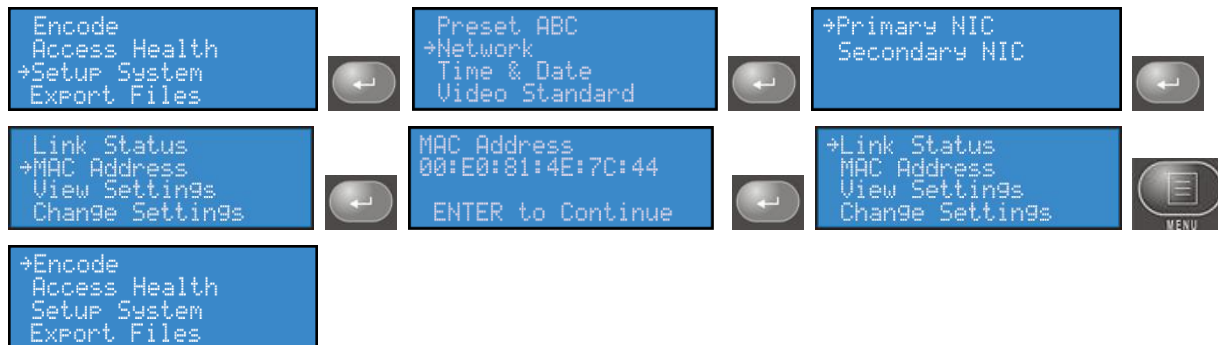 Encode
Access Health
→Setup System
Export Files
Preset ABC
→Network
Time & Date
Video Standard
→Primary NIC
Secondary NIC
Link Status
→MAC Address
View Settings
Change Settings
MAC Address
00:E0:81:4E:7C:44
ENTER to Continue
→Link Status
MAC Address
View Settings
Change Settings
MENU
→Encode
Access Health
Setup System
Export Files